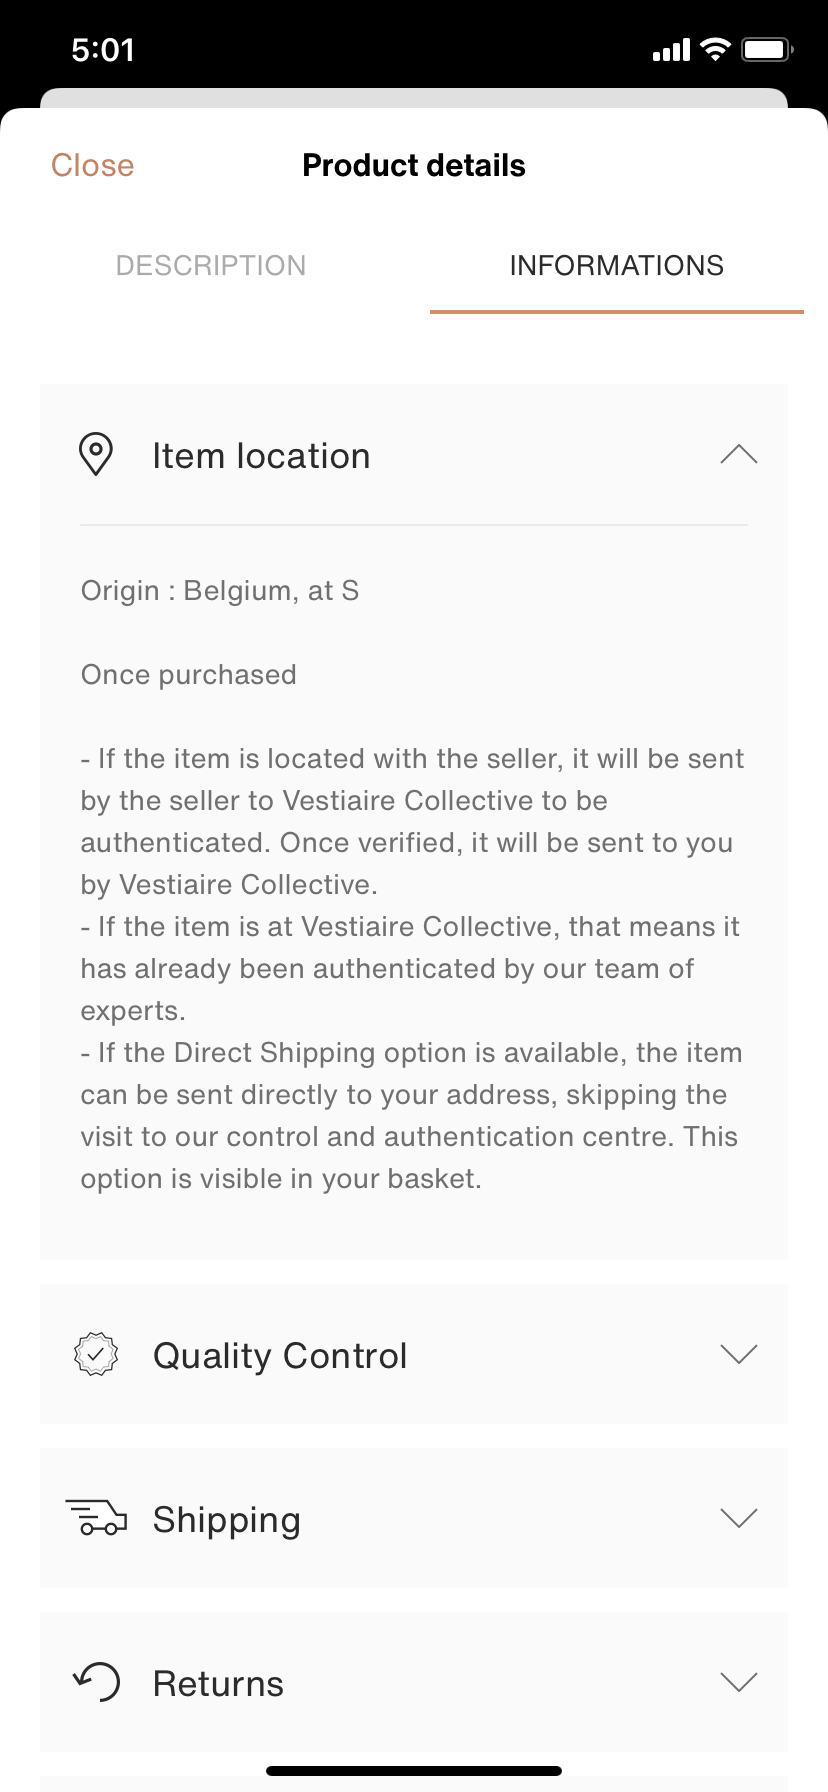 5:01
Close
Product details
DESCRIPTION
INFORMATIONS
Item location
Origin : Belgium, at S
Once purchased
- If the item is located with the seller, it will be sent
by the seller to Vestiaire Collective to be
authenticated. Once verified, it will be sent to you
by Vestiaire Collective.
- If the item is at Vestiaire Collective, that means it
has already been authenticated by our team of
experts.
- If the Direct Shipping option is available, the item
can be sent directly to your address, skipping the
visit to our control and authentication centre. This
option is visible in your basket.
Quality Control
Shipping
Returns